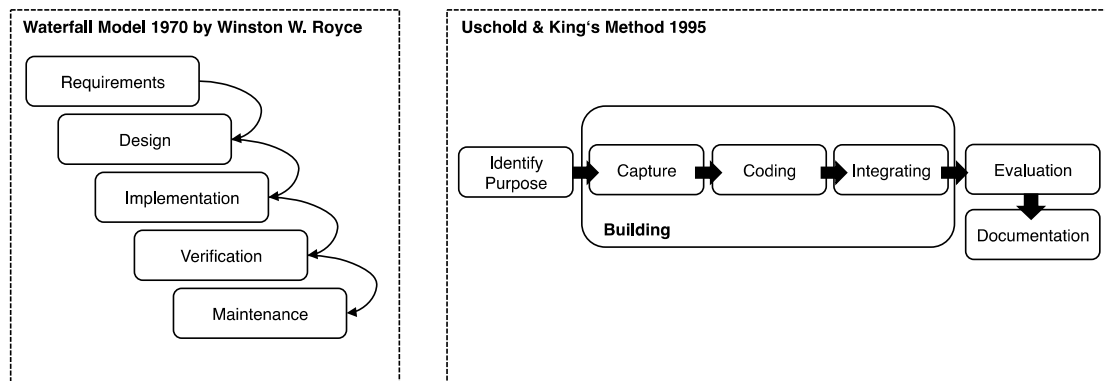 Waterfall Model 1970 by Winston W. Royce
Requirements
Design
Implementation
Verification
Maintenance
Uschold & King‘s Method 1995
Identify
Purpose
Capture
Coding
Integrating
Building
Evaluation
Documentation